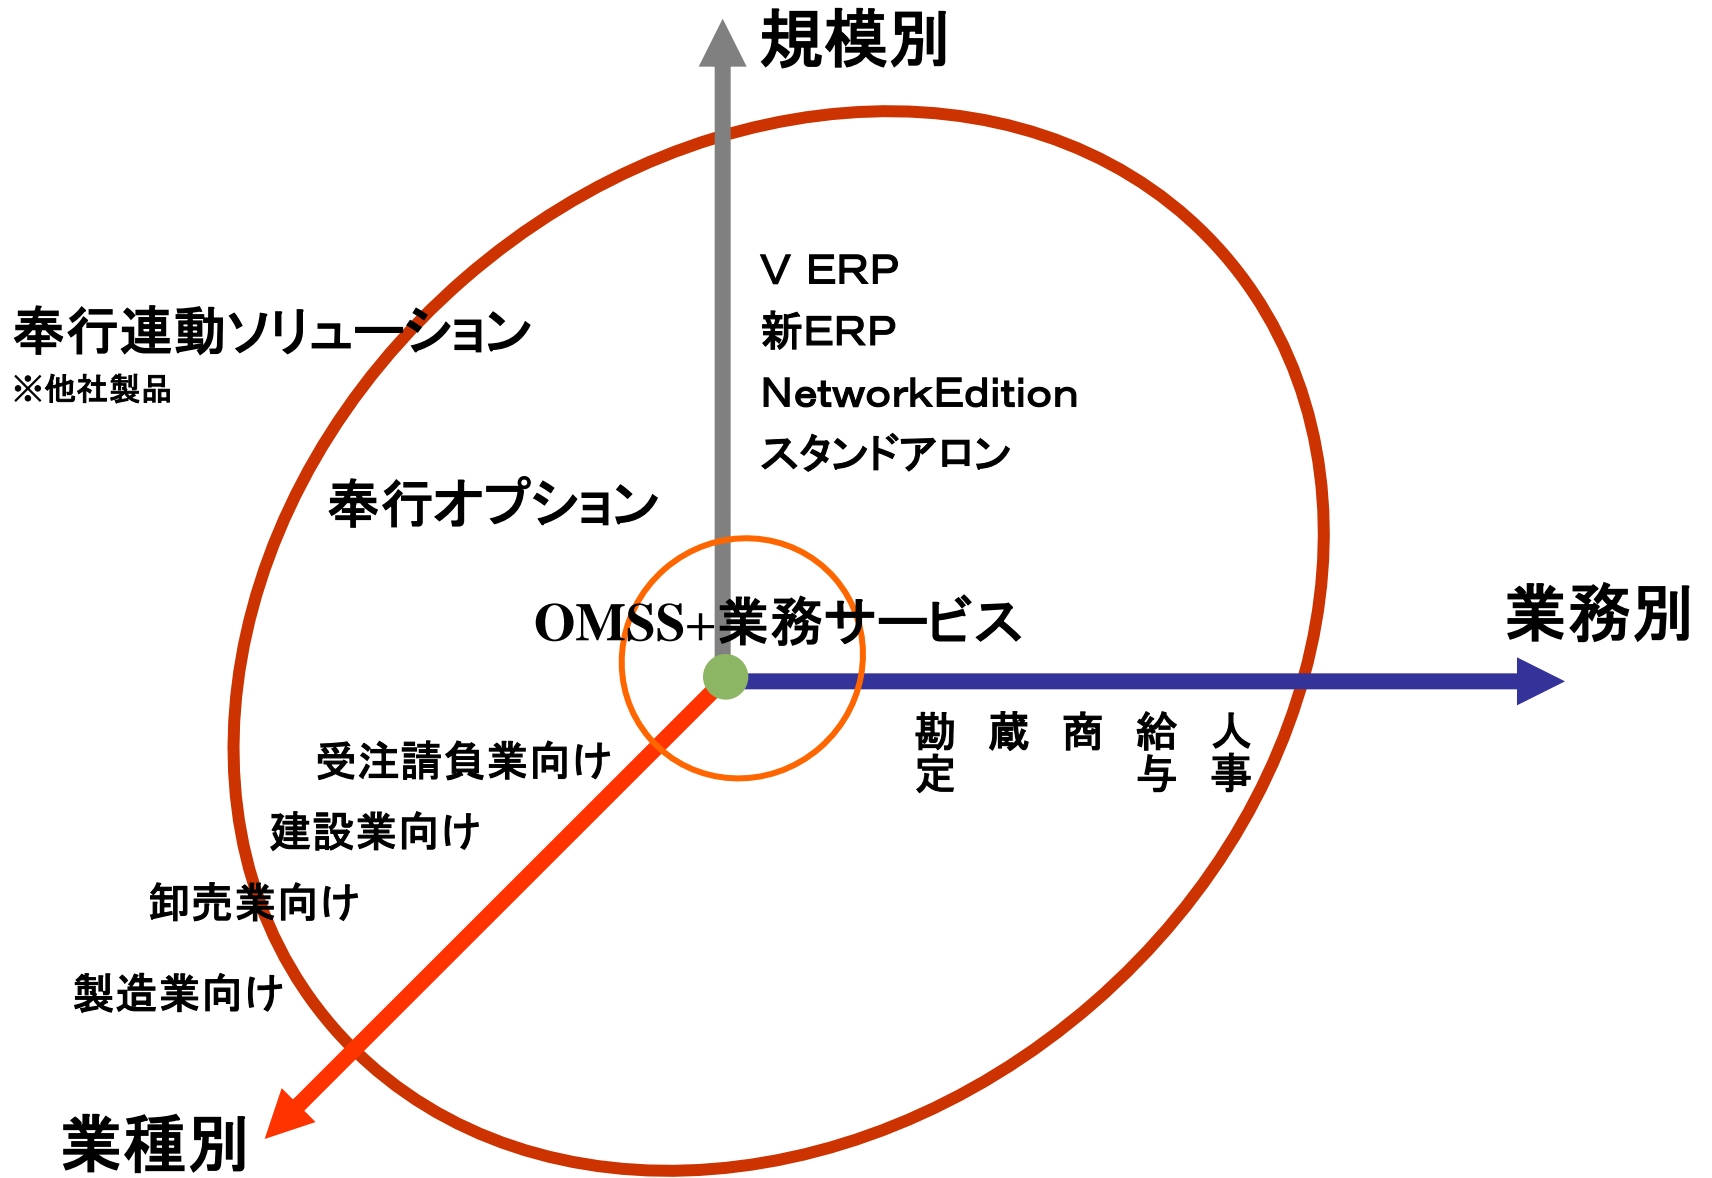 規模別
V ERP
新ERP
NetworkEdition
スタンドアロン
奉行連動ソリューション
※他社製品
奉行オプション
OMSS+業務サービス
業務別
勘定
蔵
商
給与
人事
受注請負業向け
建設業向け
卸売業向け
製造業向け
業種別